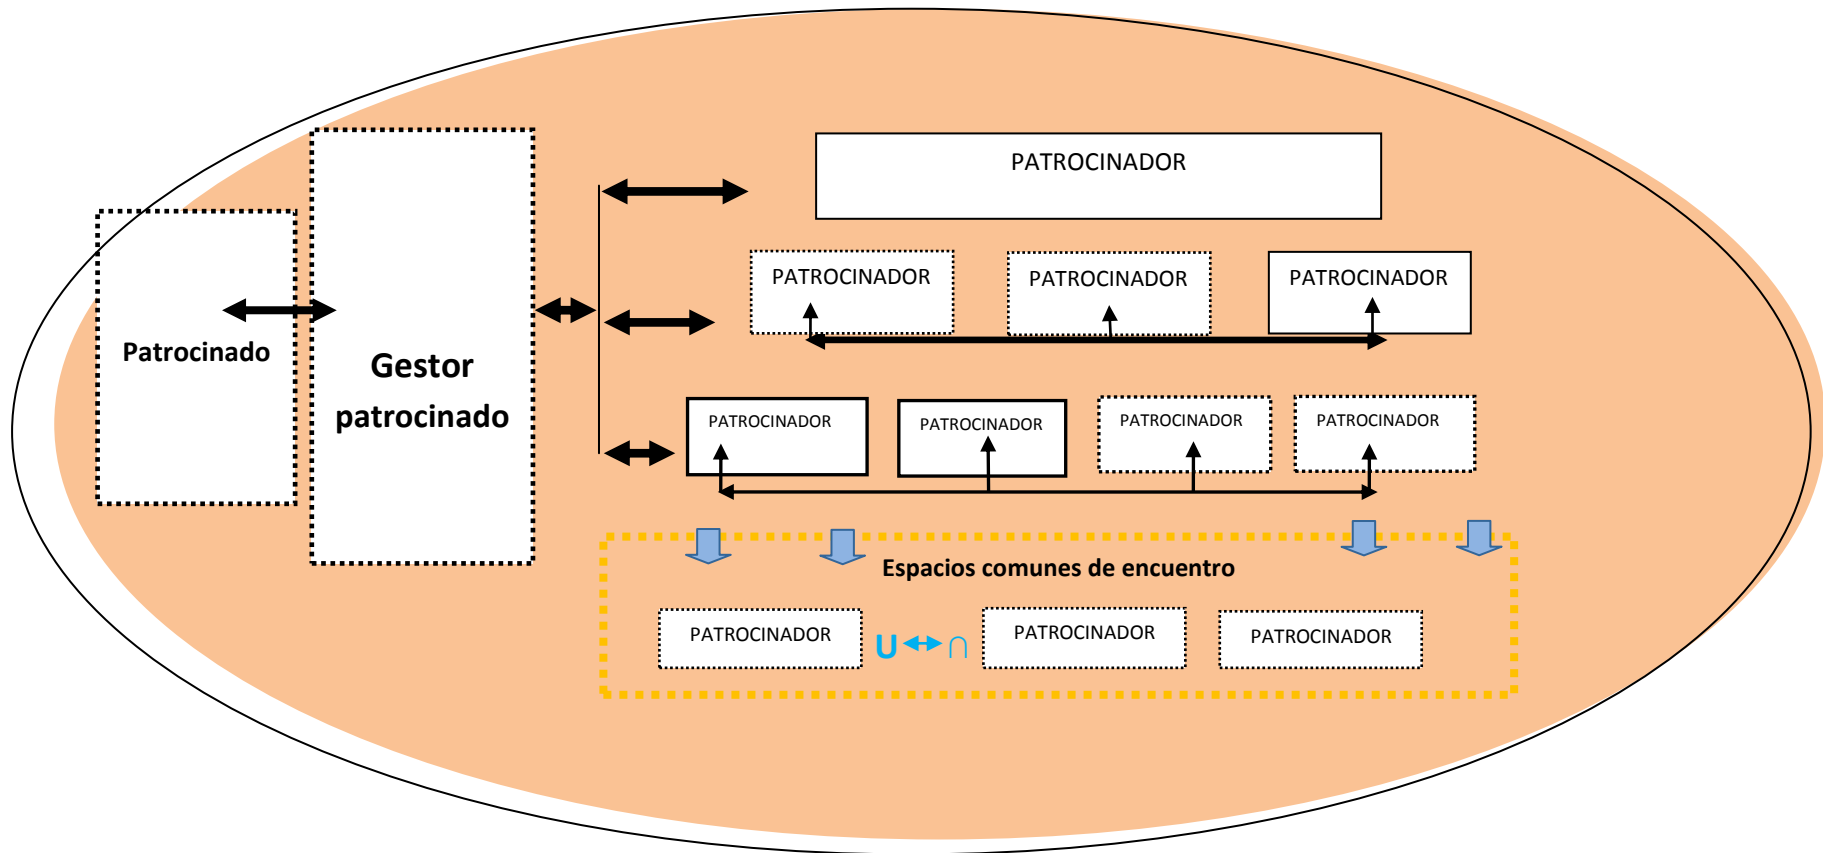 PATROCINADOR
PATROCINADOR
PATROCINADOR
PATROCINADOR
Patrocinado
Gestor
patrocinado
PATROCINADOR
PATROCINADOR
PATROCINADOR
PATROCINADOR
Espacios comunes de encuentro
PATROCINADOR
U
∩
PATROCINADOR
PATROCINADOR